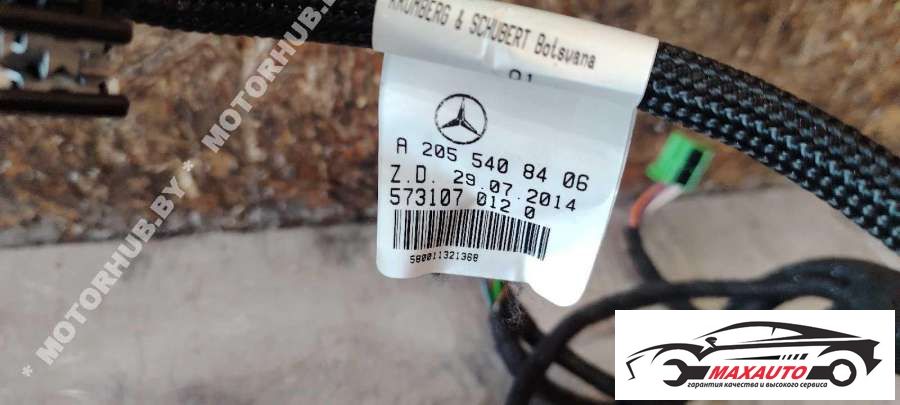 KROMBERG & SCHUBERT Botswana
01
A 205 540 84 06
Z.D. 29.07.2014
573107 012 0
580011321368
* MOTORHUB.BY * MOTORHUB.BY
MAXAUTO
гарантия качества и высокого сервиса